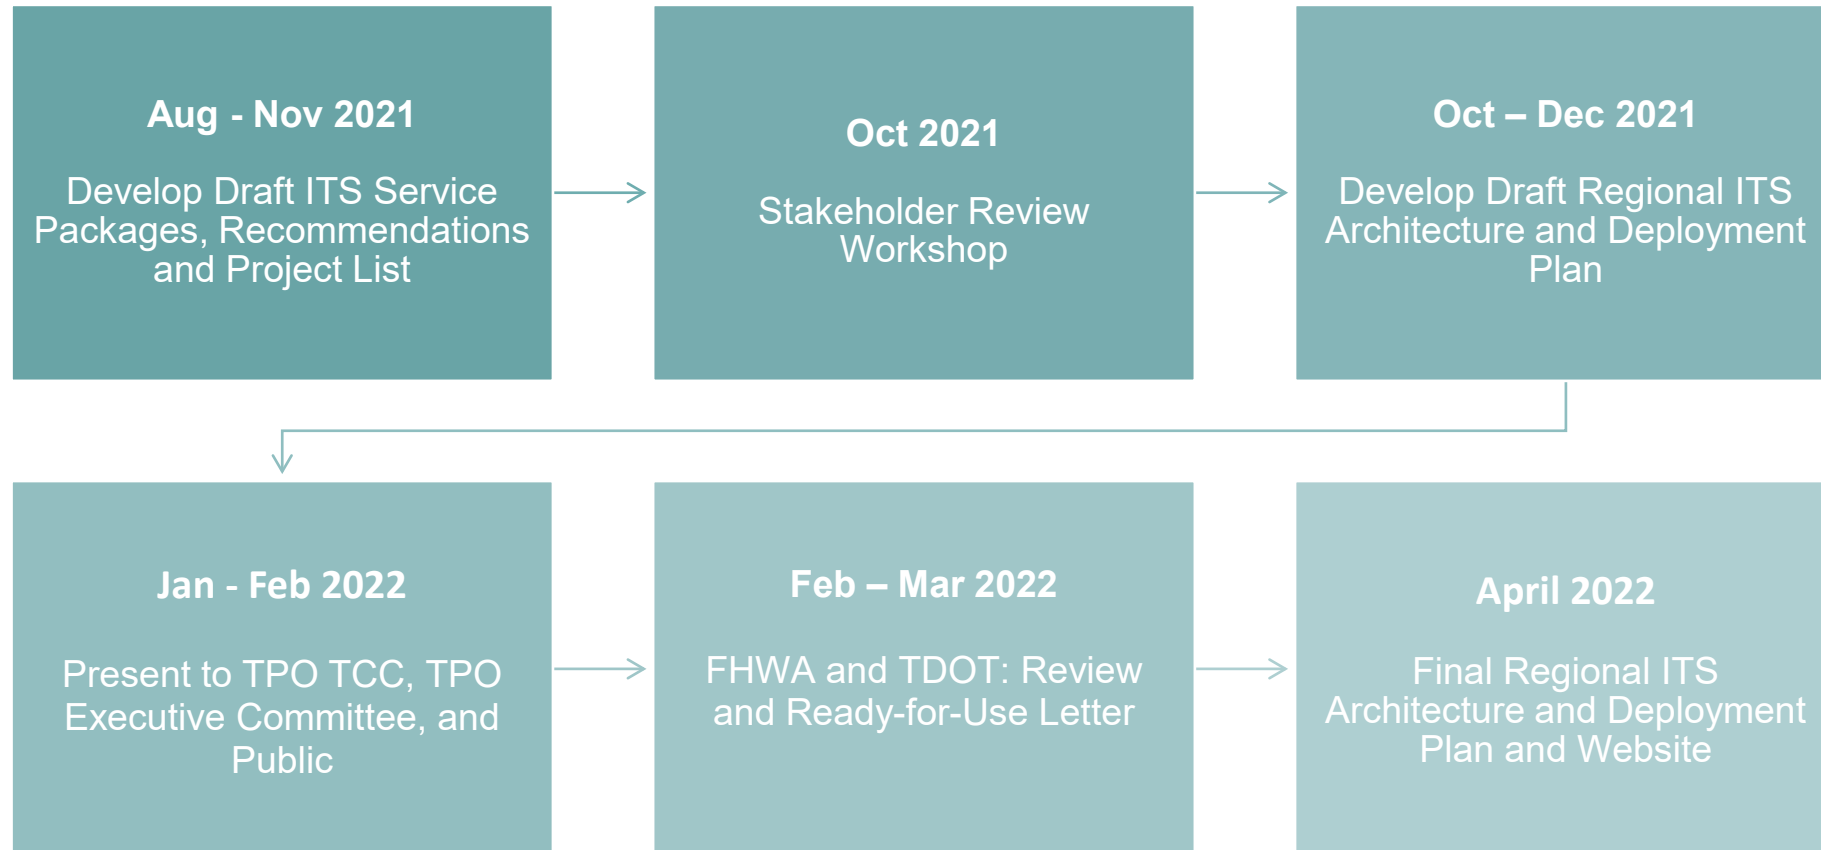 Aug - Nov 2021
Develop Draft ITS Service
Packages, Recommendations
and Project List
Oct 2021
Stakeholder Review
Workshop
Oct – Dec 2021
Develop Draft Regional ITS
Architecture and Deployment
Plan
Jan - Feb 2022
Present to TPO TCC, TPO
Executive Committee, and
Public
Feb – Mar 2022
FHWA and TDOT: Review
and Ready-for-Use Letter
April 2022
Final Regional ITS
Architecture and Deployment
Plan and Website